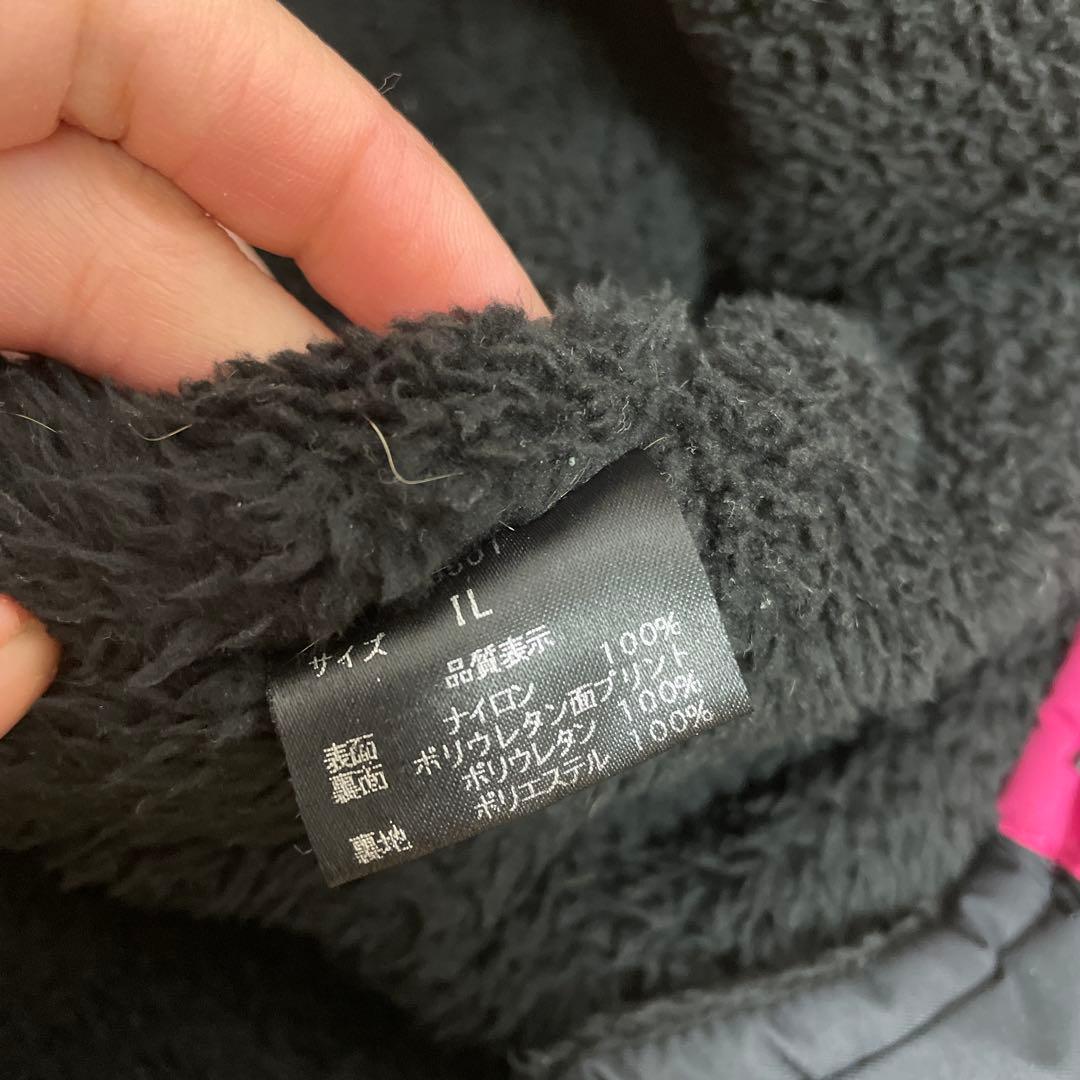 サイズ IL
品質表示
表面 ナイロン 100%
裏面 ポリウレタン面プリント
ポリウレタン 100%
裏地 ポリエステル 100%